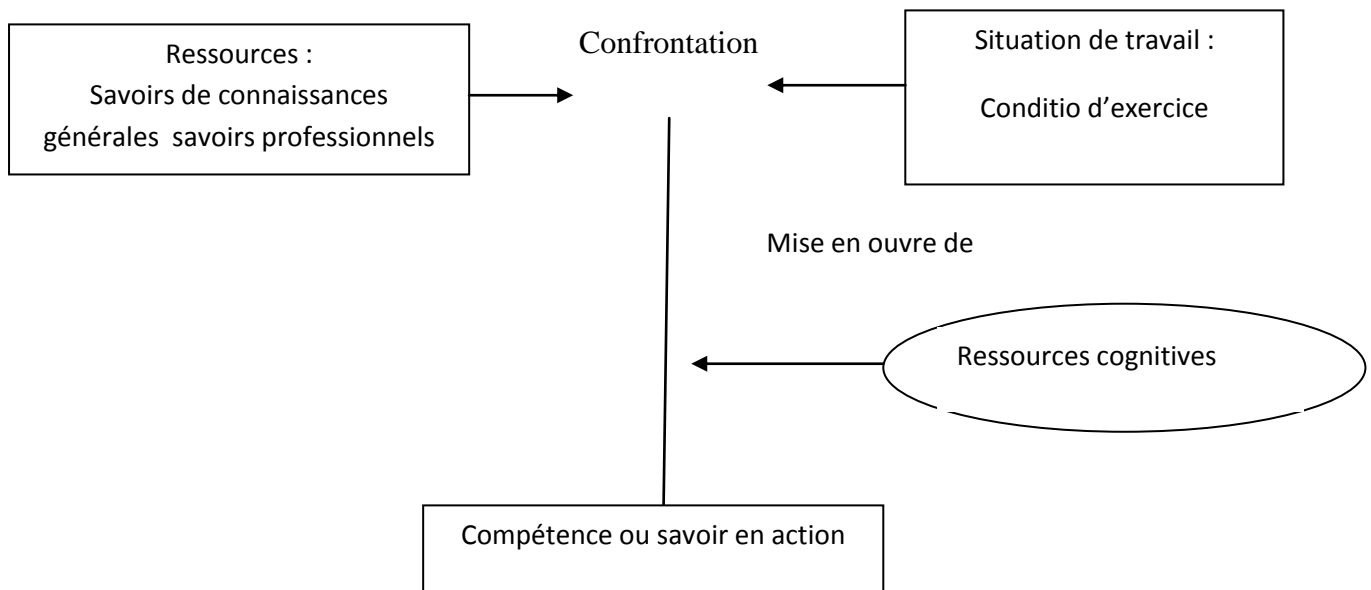 Ressources :
Savoirs de connaissances
générales savoirs professionnels
Confrontation
Situation de travail :
Conditio d’exercice
Mise en ouvre de
Ressources cognitives
Compétence ou savoir en action